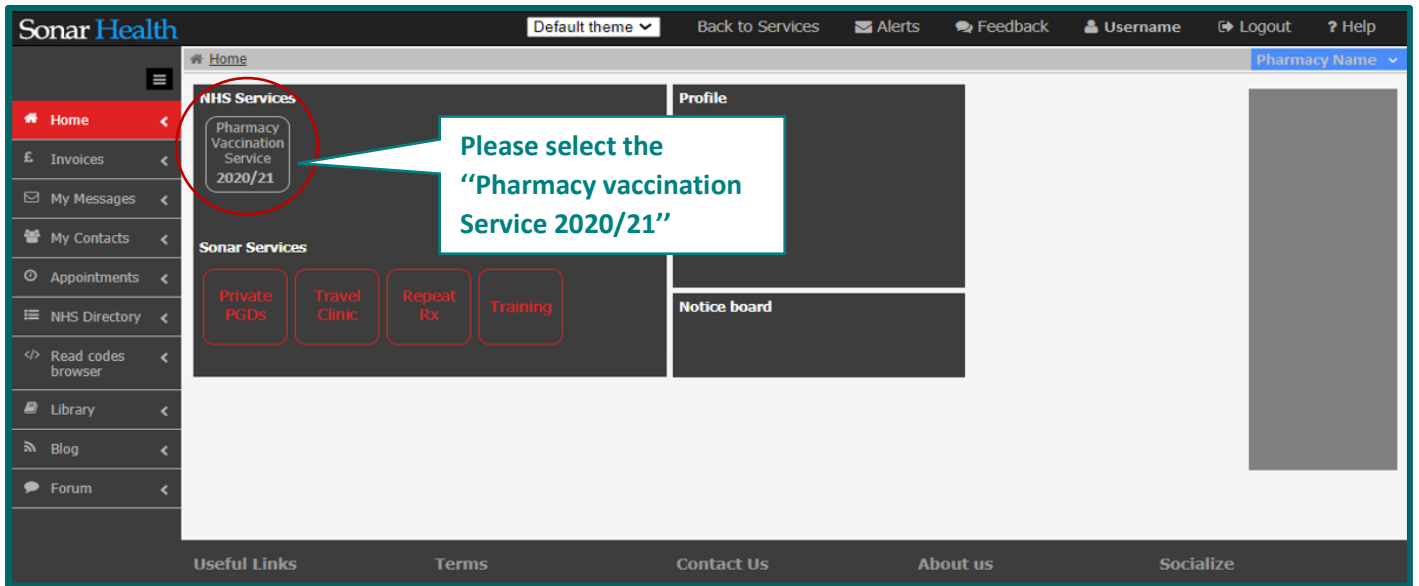 Sonar Health
Default theme
Back to Services
Alerts
Feedback
Username
Logout
? Help
Home
Pharmacy Name
Home
£ Invoices
My Messages
My Contacts
Appointments
NHS Directory
</> Read codes
browser
Library
Blog
Forum
NHS Services
Pharmacy
Vaccination
Service
2020/21
Please select the
‘‘Pharmacy vaccination
Service 2020/21’’
Profile
Sonar Services
Private
PGDs
Travel
Clinic
Repeat
Rx
Training
Notice board
Useful Links
Terms
Contact Us
About us
Socialize